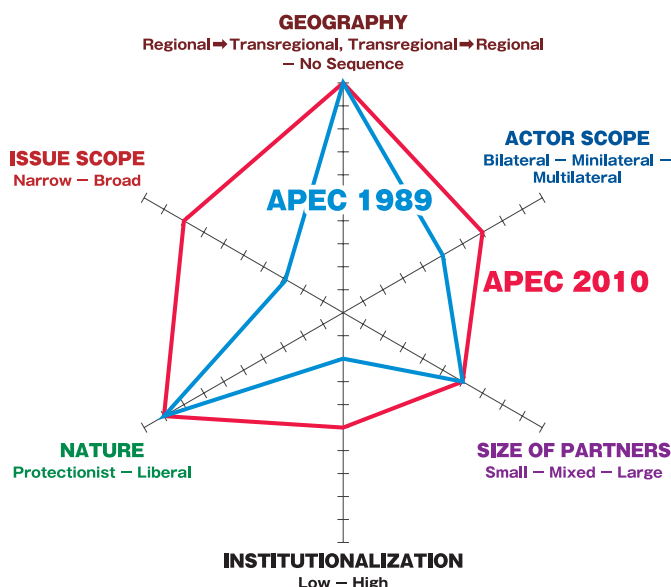 GEOGRAPHY
Regional➡Transregional, Transregional➡Regional
– No Sequence
ACTOR SCOPE
Bilateral – Minilateral –
Multilateral
ISSUE SCOPE
Narrow – Broad
APEC 1989
APEC 2010
NATURE
Protectionist – Liberal
SIZE OF PARTNERS
Small – Mixed – Large
INSTITUTIONALIZATION
Low – High